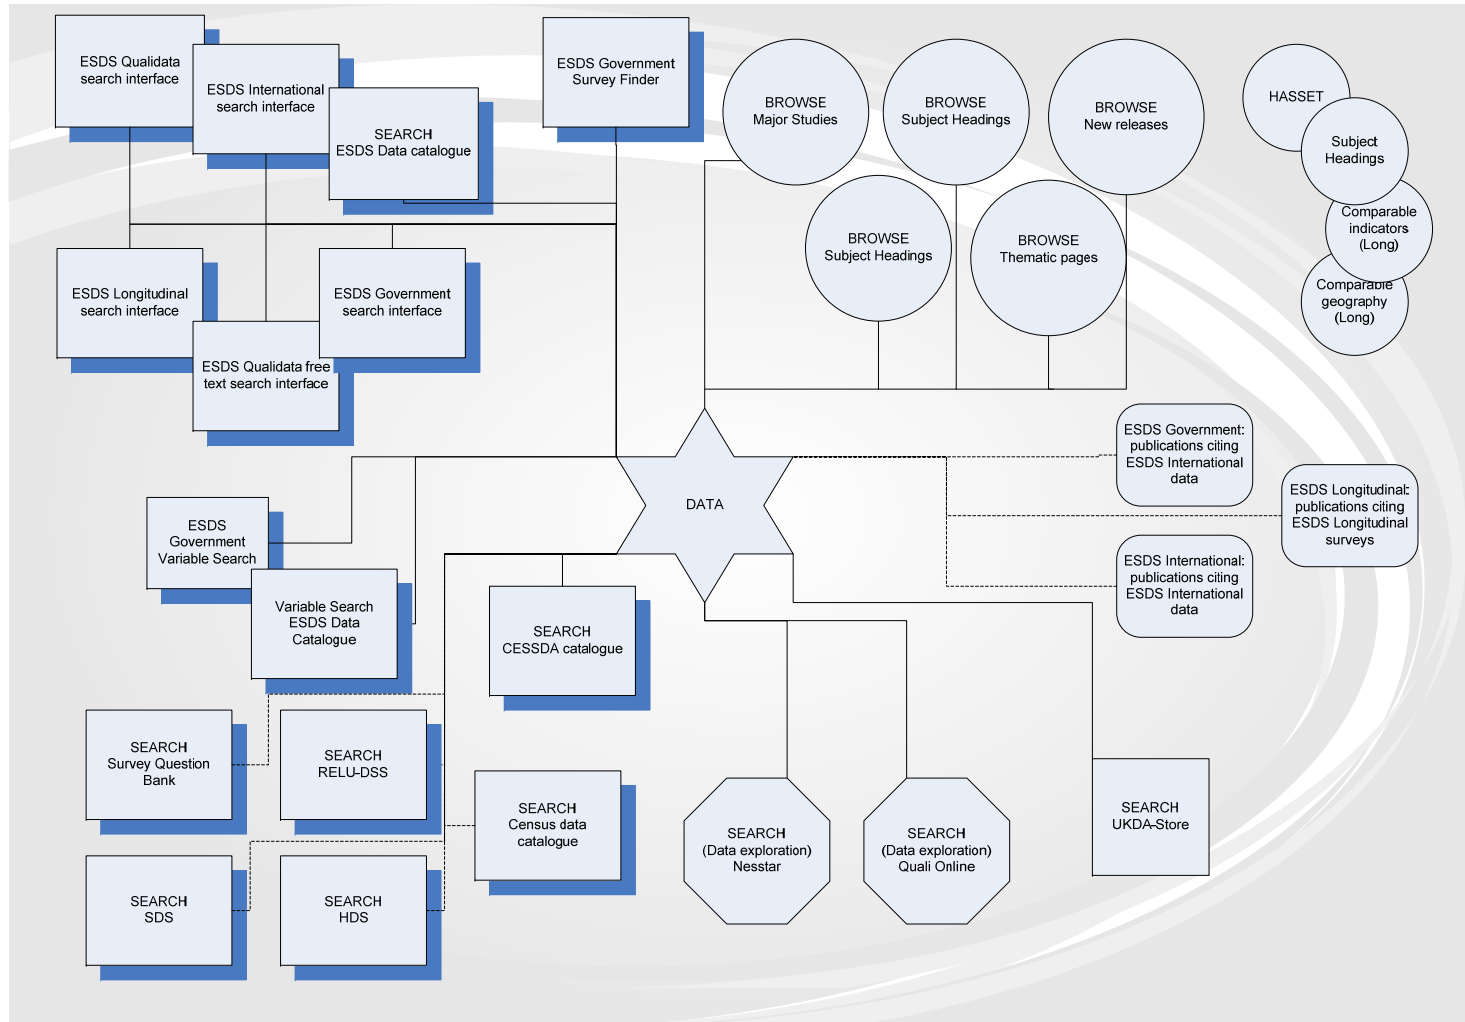 ESDS Qualidata
search interface
ESDS International
search interface
SEARCH
ESDS Data catalogue
ESDS Government
Survey Finder
BROWSE
Major Studies
BROWSE
Subject Headings
BROWSE
New releases
HASSET
Subject
Headings
Comparable
indicators
(Long)
Comparable
geography
(Long)
BROWSE
Subject Headings
BROWSE
Thematic pages
ESDS Longitudinal
search interface
ESDS Government
search interface
ESDS Qualidata free
text search interface
ESDS Government:
publications citing
ESDS International
data
ESDS Longitudinal:
publications citing
ESDS Longitudinal
surveys
ESDS International:
publications citing
ESDS International
data
DATA
ESDS
Government
Variable Search
Variable Search
ESDS Data
Catalogue
SEARCH
CESSDA catalogue
SEARCH
Survey Question
Bank
SEARCH
RELU-DSS
SEARCH
Census data
catalogue
SEARCH
(Data exploration)
Nesstar
SEARCH
(Data exploration)
Quali Online
SEARCH
UKDA-Store
SEARCH
SDS
SEARCH
HDS